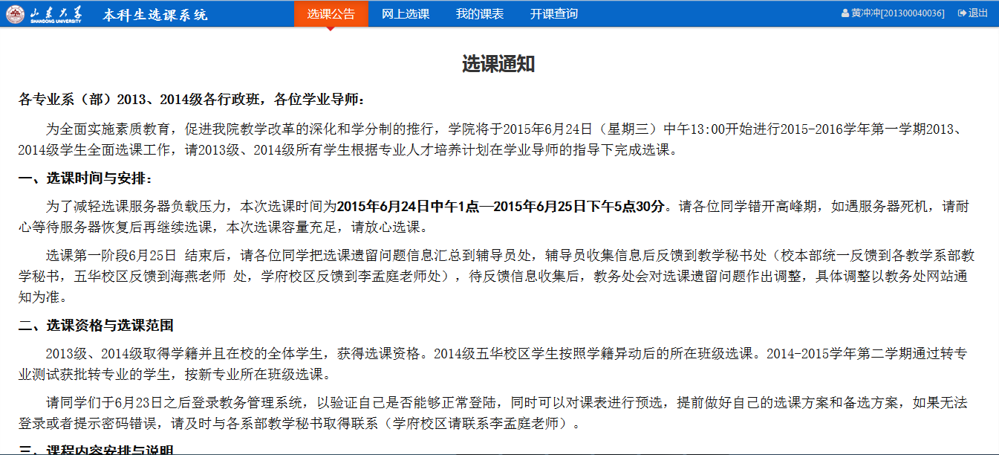 山东大学 本科生选课系统 选课公告 网上选课 我的课表 开课查询 黄冲冲[201300040036] 退出
SHANDONG UNIVERSITY
选课通知
各专业系（部）2013、2014级各行政班，各位学业导师：
为全面实施素质教育，促进我院教学改革的深化和学分制的推行，学院将于2015年6月24日（星期三）中午13:00开始进行2015-2016学年第一学期2013、
2014级学生全面选课工作，请2013级、2014级所有学生根据专业人才培养计划在学业导师的指导下完成选课。
一、选课时间与安排：
为了减轻选课服务器负载压力，本次选课时间为2015年6月24日中午1点—2015年6月25日下午5点30分。请各位同学错开高峰期，如遇服务器死机，请耐
心等待服务器恢复后再继续选课，本次选课容量充足，请放心选课。
选课第一阶段6月25日 结束后，请各位同学把选课遗留问题信息汇总到辅导员处，辅导员收集信息后反馈到教学秘书处（校本部统一反馈到各教学系部教
学秘书，五华校区反馈到海燕老师 处，学府校区反馈到李孟庭老师处），待反馈信息收集后，教务处会对选课遗留问题作出调整，具体调整以教务处网站通
知为准。
二、选课资格与选课范围
2013级、2014级取得学籍并且在校的全体学生，获得选课资格。2014级五华校区学生按照学籍异动后的所在班级选课。2014-2015学年第二学期通过转专
业测试获批转专业的学生，按新专业所在班级选课。
请同学们于6月23日之后登录教务管理系统，以验证自己是否能够正常登陆，同时可以对课表进行预选，提前做好自己的选课方案和备选方案，如果无法
登录或者提示密码错误，请及时与各系部教学秘书取得联系（学府校区请联系李孟庭老师）。
三、课程内容安排与说明